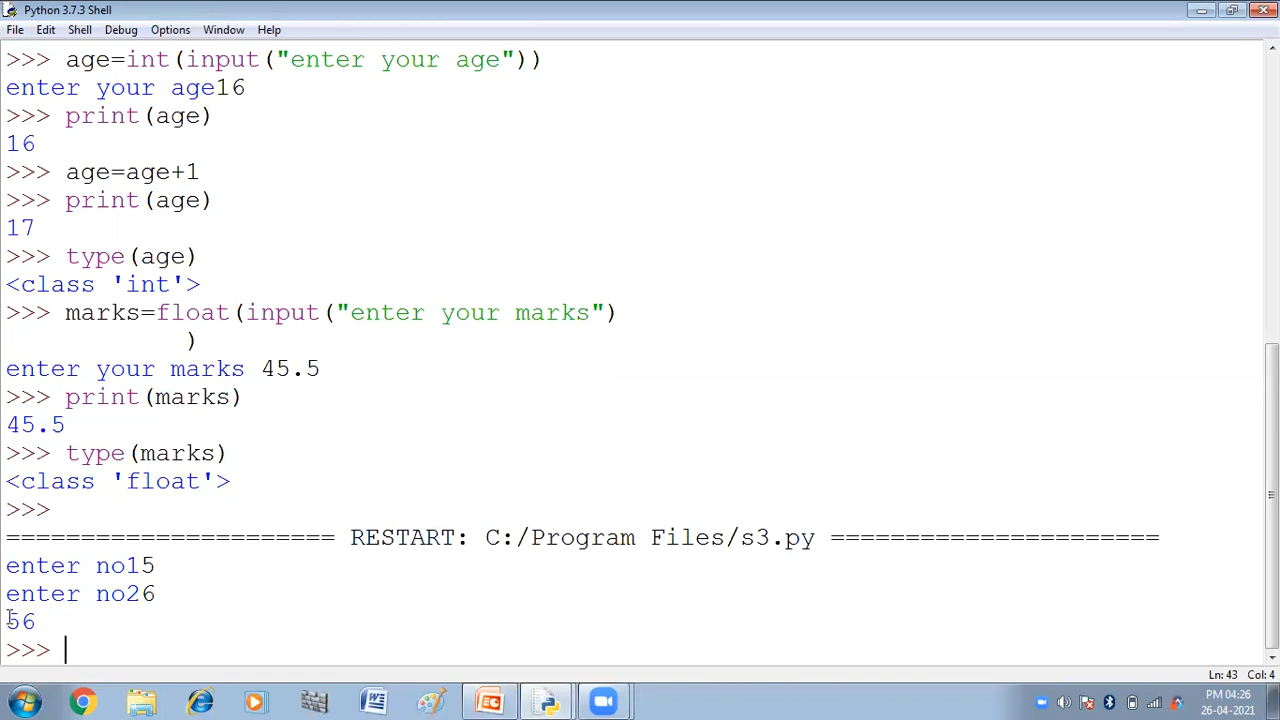 Python 3.7.3 Shell
File Edit Shell Debug Options Window Help
>>> age=int(input("enter your age"))
enter your age16
>>> print(age)
16
>>> age=age+1
>>> print(age)
17
>>> type(age)
<class 'int'>
>>> marks=float(input("enter your marks")
)
enter your marks 45.5
>>> print(marks)
45.5
>>> type(marks)
<class 'float'>
>>>
====================== RESTART: C:/Program Files/s3.py ======================
enter no15
enter no26
56
>>>
Ln: 43 Col: 4
PM 04:26
26-04-2021